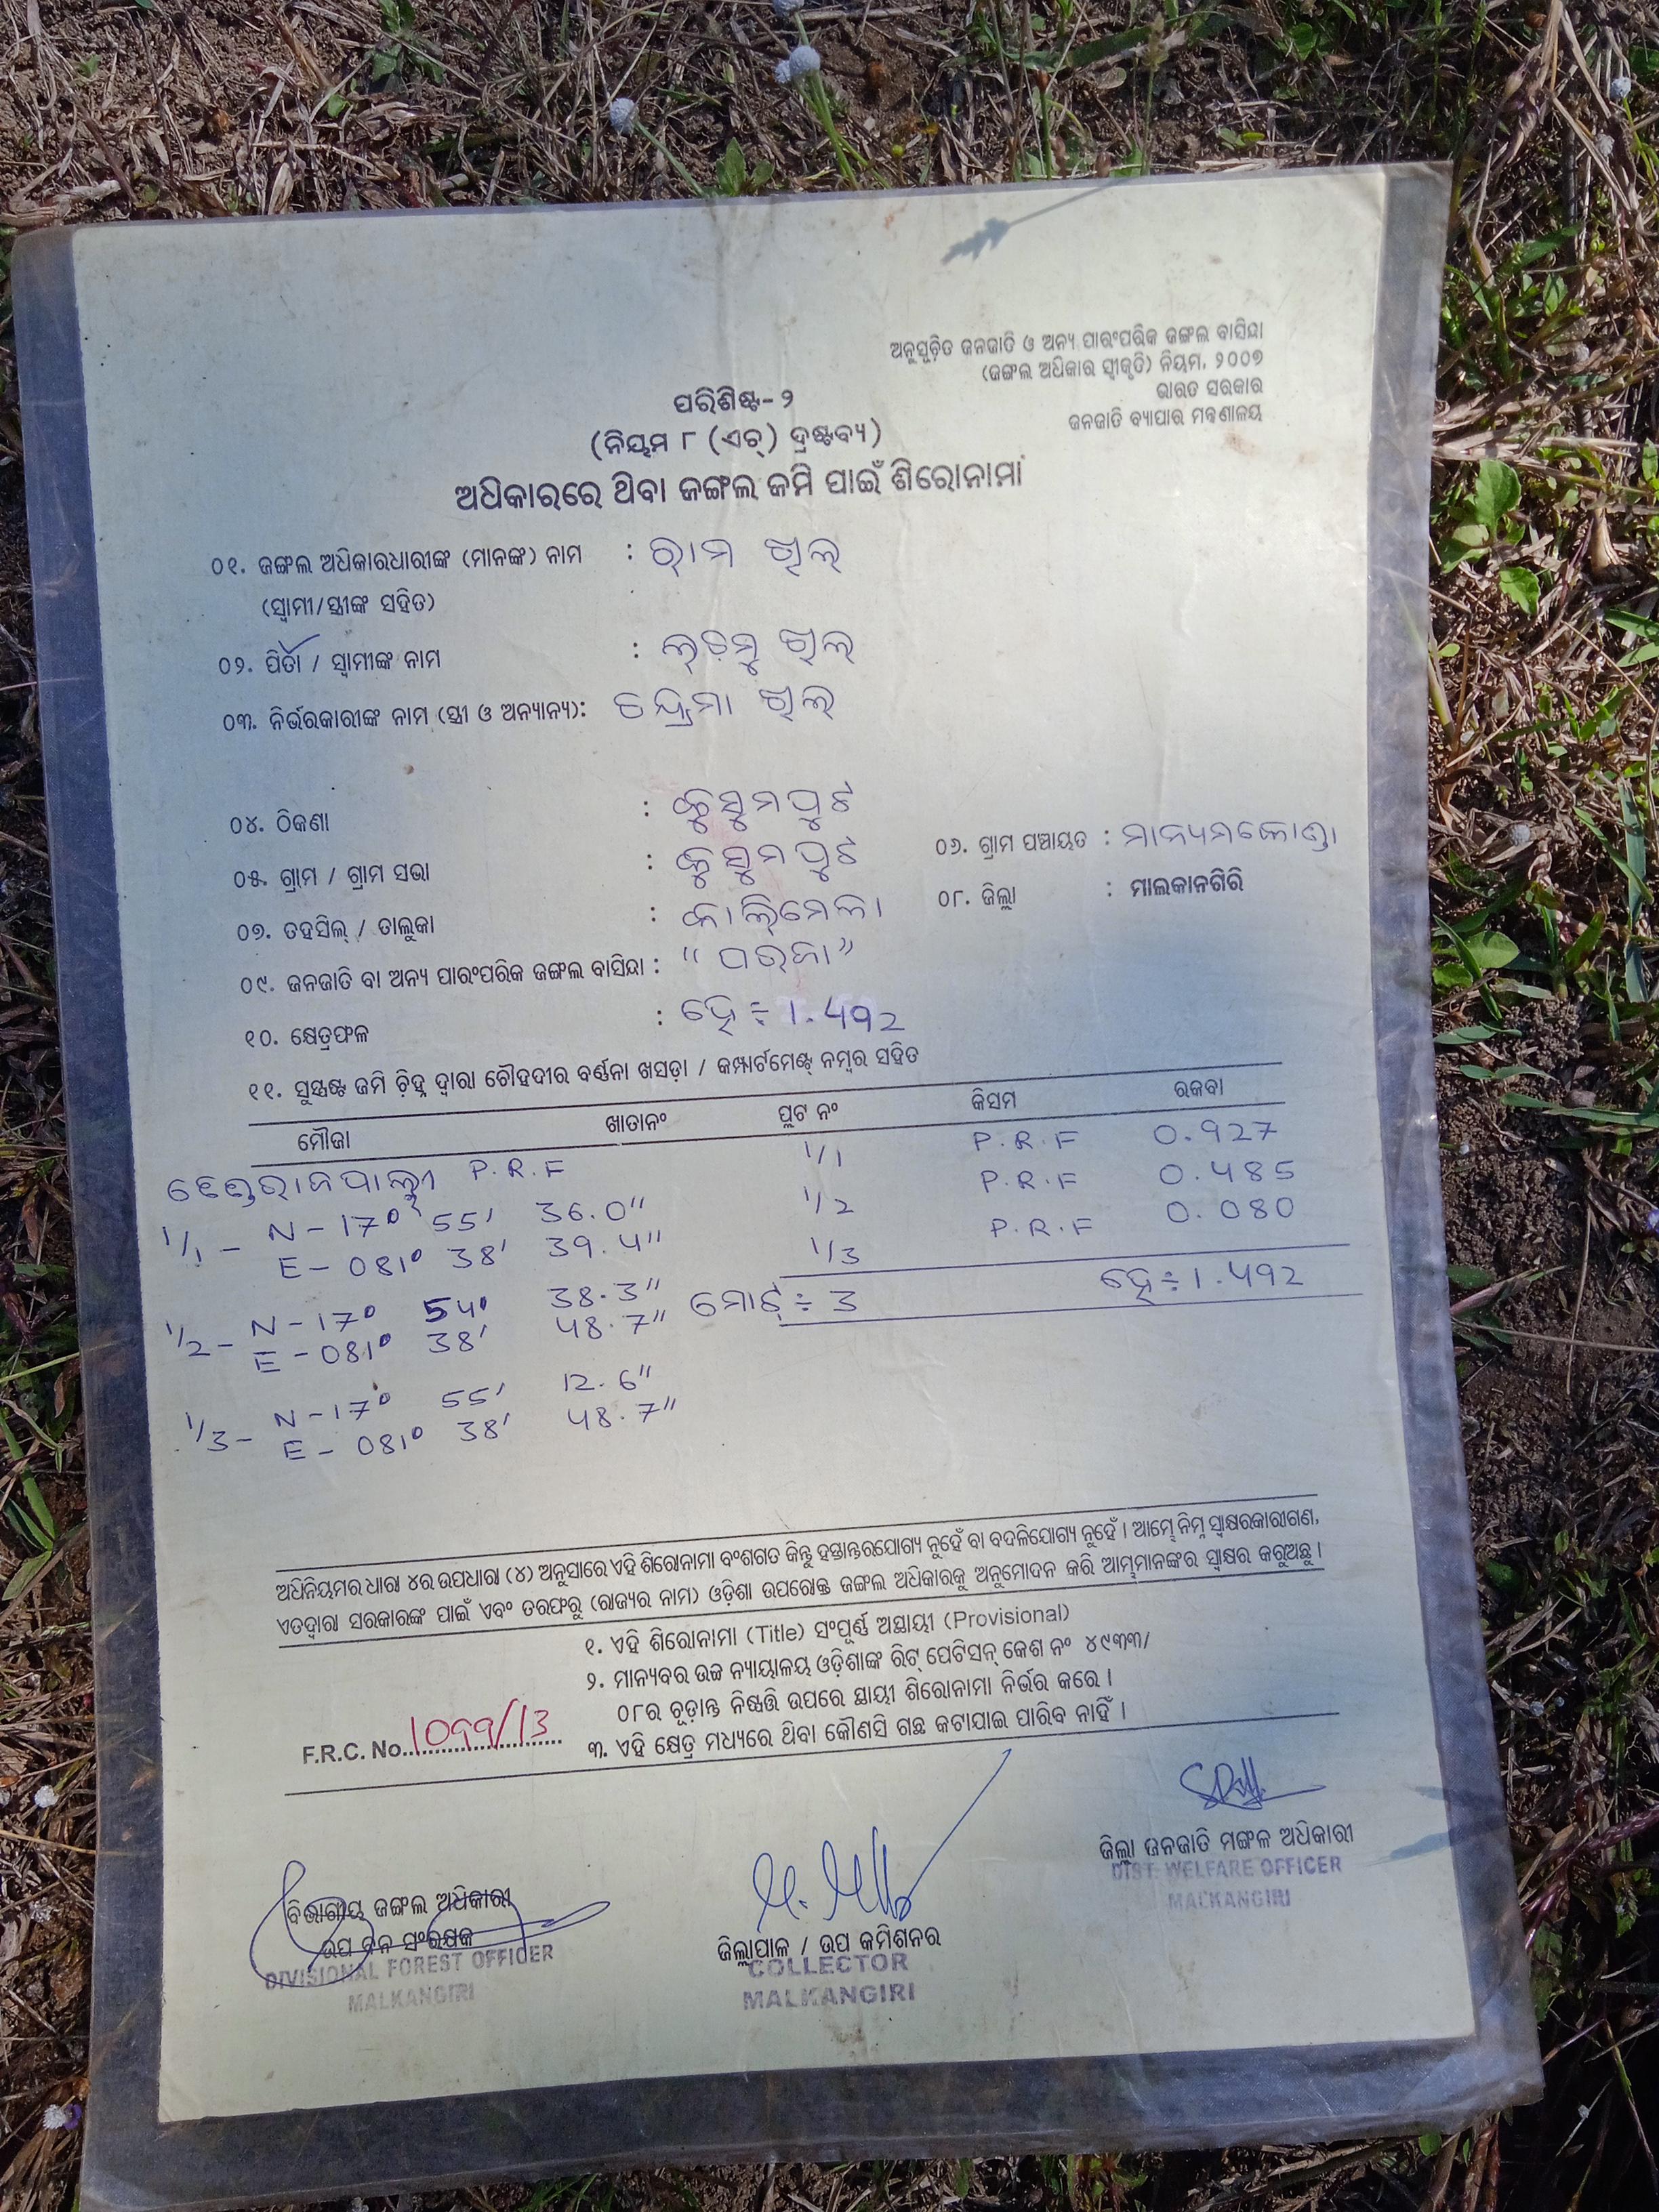 ଅନୁସୂଚିତ ଜନଜାତି ଓ ଅନ୍ୟ ପାରଂପରିକ ଜଙ୍ଗଲ ବାସିନ୍ଦା
(ଜଙ୍ଗଲ ଅଧିକାର ସ୍ୱୀକୃତି) ନିୟମ, ୨୦୦୭
ଭାରତ ସରକାର
ଜନଜାତି ବ୍ୟାପାର ମନ୍ତ୍ରଣାଳୟ
ପରିଶିଷ୍ଟ-୨
(ନିୟମ ୮ (ଏଚ୍) ଦ୍ରଷ୍ଟବ୍ୟ)
ଅଧିକାରରେ ଥିବା ଜଙ୍ଗଲ ଜମି ପାଇଁ ଶିରୋନାମା
୦୧. ଜଙ୍ଗଲ ଅଧିକାରଧାରୀଙ୍କ (ମାନଙ୍କ) ନାମ : ରାମ ଖିଲ୍
(ସ୍ୱାମୀ/ସ୍ତ୍ରୀଙ୍କ ସହିତ)
୦୨. ପିତା / ସ୍ୱାମୀଙ୍କ ନାମ : ଲଚ୍ଛମୁ ଖିଲ୍
୦୩. ନିର୍ଭରକାରୀଙ୍କ ନାମ (ସ୍ତ୍ରୀ ଓ ଅନ୍ୟାନ୍ୟ): ଚନ୍ଦ୍ରମା ଖିଲ୍
୦୪. ଠିକଣା : କୁସୁମପୁଟ
୦୫. ଗ୍ରାମ / ଗ୍ରାମ ସଭା : କୁସୁମପୁଟ ୦୬. ଗ୍ରାମ ପଞ୍ଚାୟତ : ମାନ୍ୟମକୋଣ୍ଡା
୦୭. ତହସିଲ୍ / ତାଲୁକା : କାଲିମେଲା ୦୮. ଜିଲ୍ଲା : ମାଲକାନଗିରି
୦୯. ଜନଜାତି ବା ଅନ୍ୟ ପାରଂପରିକ ଜଙ୍ଗଲ ବାସିନ୍ଦା : "ପରଜା"
୧୦. କ୍ଷେତ୍ରଫଳ : ହେ ÷ 1.492
୧୧. ସୁସ୍ପଷ୍ଟ ଜମି ଚିହ୍ନ ଦ୍ୱାରା ଚୌହଦୀର ବର୍ଣ୍ଣନା ଖସଡ଼ା / କମ୍ପାର୍ଟମେଣ୍ଟ୍ ନମ୍ବର ସହିତ
ମୌଜା ଖାତାନଂ ପ୍ଲଟ ନଂ କିସମ ରକବା
P.R.F 1/1 P.R.F 0.927
1/1 - N - 17° 55' 36.0" 1/2 P.R.F 0.485
E - 081° 38' 39.4" 1/3 P.R.F 0.080
1/2 - N - 17° 54' 38.3" ମୋଟ୍ ÷ 3 ହେ ÷ 1.492
E - 081° 38' 48.7"
1/3 - N - 17° 55' 12.6"
E - 081° 38' 48.7"
ଅଧିନିୟମର ଧାରା ୪ର ଉପଧାରା (୪) ଅନୁସାରେ ଏହି ଶିରୋନାମା ବଂଶଗତ କିନ୍ତୁ ହସ୍ତାନ୍ତରଯୋଗ୍ୟ ନୁହେଁ ବା ବଦଳିଯୋଗ୍ୟ ନୁହେଁ । ଆମ୍ଭେ ନିମ୍ନ ସ୍ୱାକ୍ଷରକାରୀଗଣ,
ଏତଦ୍ୱାରା ସରକାରଙ୍କ ପାଇଁ ଏବଂ ତରଫରୁ (ରାଜ୍ୟର ନାମ) ଓଡ଼ିଶା ଉପରୋକ୍ତ ଜଙ୍ଗଲ ଅଧିକାରକୁ ଅନୁମୋଦନ କରି ଆମ୍ଭମାନଙ୍କର ସ୍ୱାକ୍ଷର କରୁଅଛୁ ।
୧. ଏହି ଶିରୋନାମା (Title) ସଂପୂର୍ଣ୍ଣ ଅସ୍ଥାୟୀ (Provisional)
୨. ମାନ୍ୟବର ଉଚ୍ଚ ନ୍ୟାୟାଳୟ ଓଡ଼ିଶାଙ୍କ ରିଟ୍ ପେଟିସନ୍ କେଶ ନଂ ୪୯୩୩/
୦୮ର ଚୂଡ଼ାନ୍ତ ନିଷ୍ପତ୍ତି ଉପରେ ସ୍ଥାୟୀ ଶିରୋନାମା ନିର୍ଭର କରେ ।
୩. ଏହି କ୍ଷେତ୍ର ମଧ୍ୟରେ ଥିବା କୌଣସି ଗଛ କଟାଯାଇ ପାରିବ ନାହିଁ ।
F.R.C. No. 1099/13
ଜିଲ୍ଲା ଜନଜାତି ମଙ୍ଗଳ ଅଧିକାରୀ
DIST. WELFARE OFFICER
MALKANGIRI
ବିଭାଗୀୟ ଜଙ୍ଗଲ ଅଧିକାରୀ
ଉପ ବନ ସଂରକ୍ଷକ
DIVISIONAL FOREST OFFICER
MALKANGIRI
ଜିଲ୍ଲାପାଳ / ଉପ କମିଶନର
COLLECTOR
MALKANGIRI